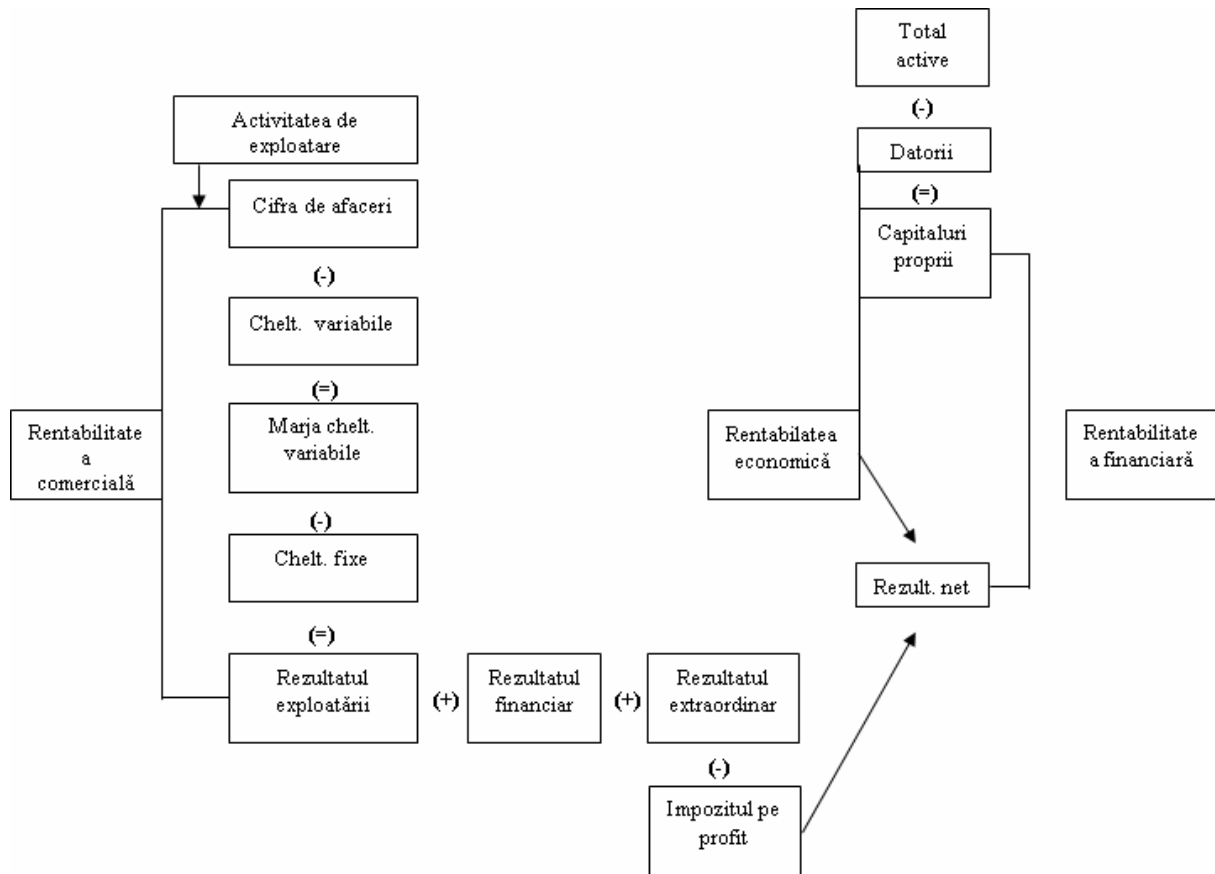 Total
active
(-)
Datorii
(=)
Capitaluri
proprii
Activitatea de
exploatare
Cifra de afaceri
(-)
Chelt. variabile
(=)
Marja chelt.
variabile
(-)
Chelt. fixe
(=)
Rentabilitate
a
comercială
Rentabilatea
economică
Rentabilitate
a financiară
Rezult. net
Rezultatul
exploatării
(+)
Rezultatul
financiar
(+)
Rezultatul
extraordinar
(-)
Impozitul pe
profit